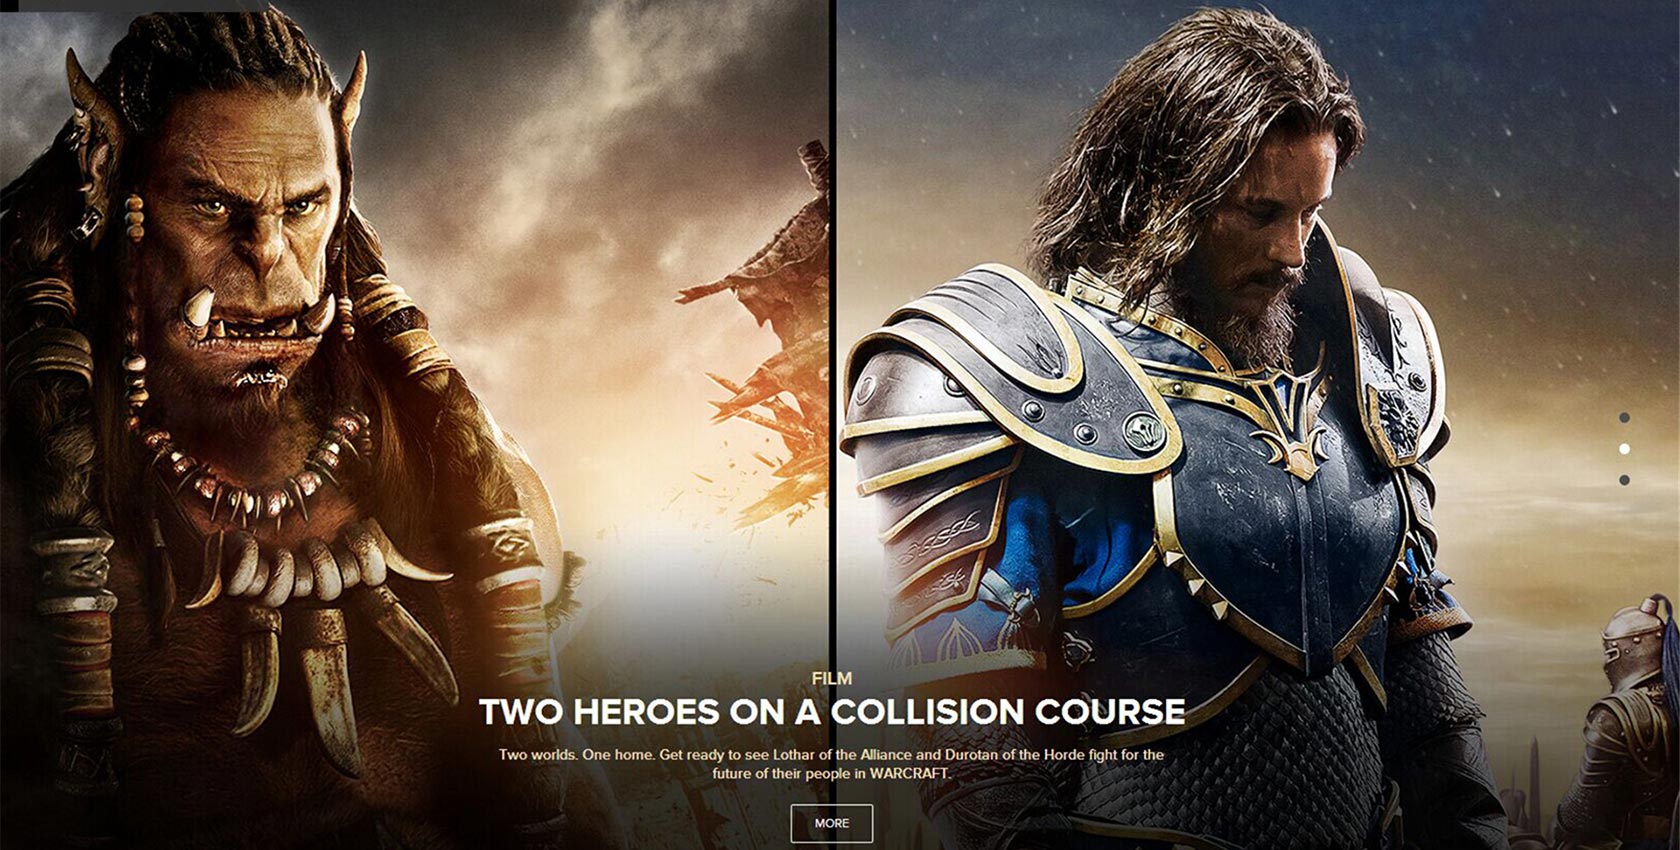 FILM
TWO HEROES ON A COLLISION COURSE
Two worlds. One home. Get ready to see Lothar of the Alliance and Durotan of the Horde fight for the
future of their people in WARCRAFT.
MORE